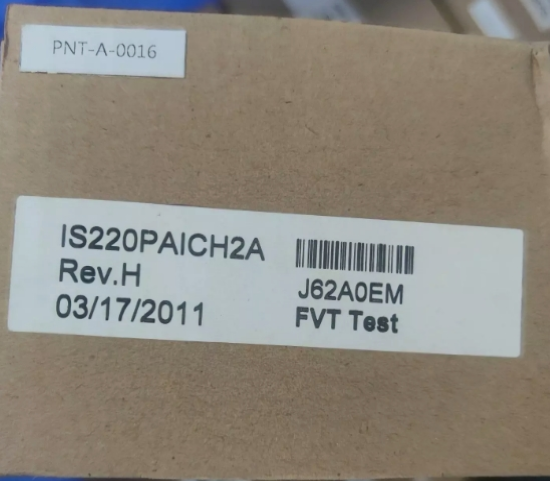 PNT-A-0016
IS220PAICH2A
Rev.H
03/17/2011
J62A0EM
FVT Test